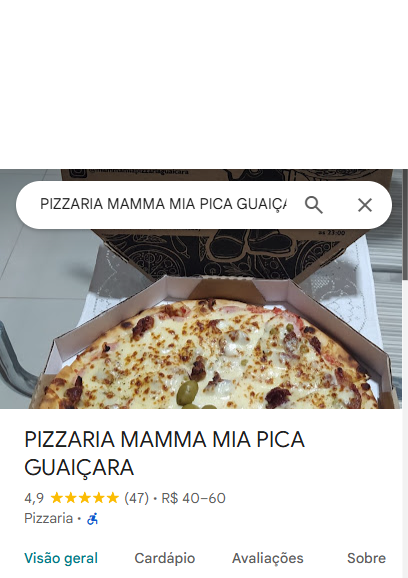 PIZZARIA MAMMA MIA PICA GUAIÇA
PIZZARIA MAMMA MIA PICA
GUAIÇARA
4,9 (47) • R$ 40–60
Pizzaria •
Visão geral Cardápio Avaliações Sobre